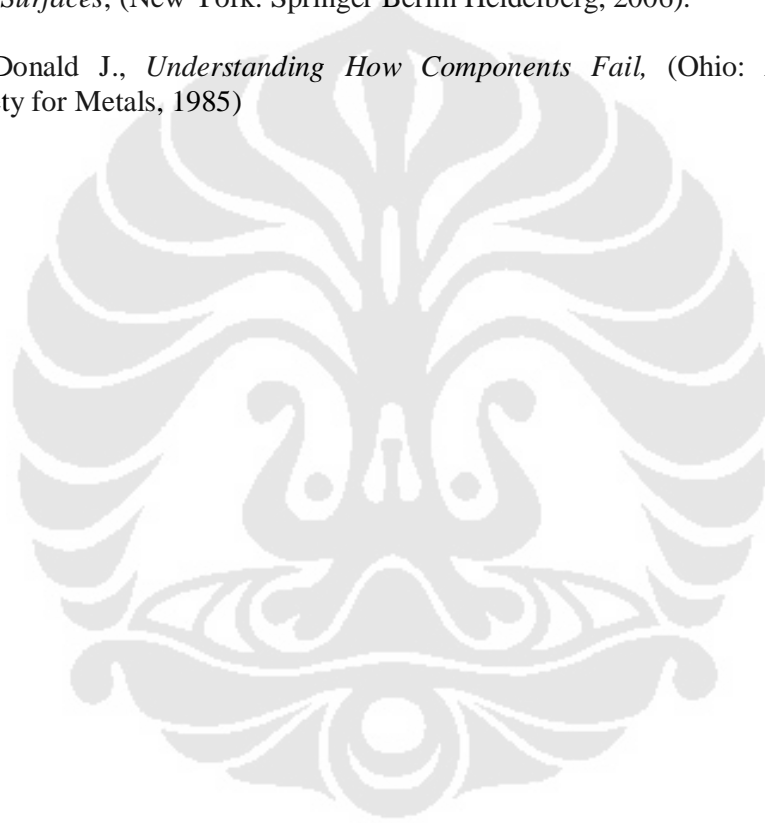 Surfaces, (New York: Springer Berlin Heidelberg, 2006).
Donald J., Understanding How Components Fail, (Ohio:
ty for Metals, 1985)